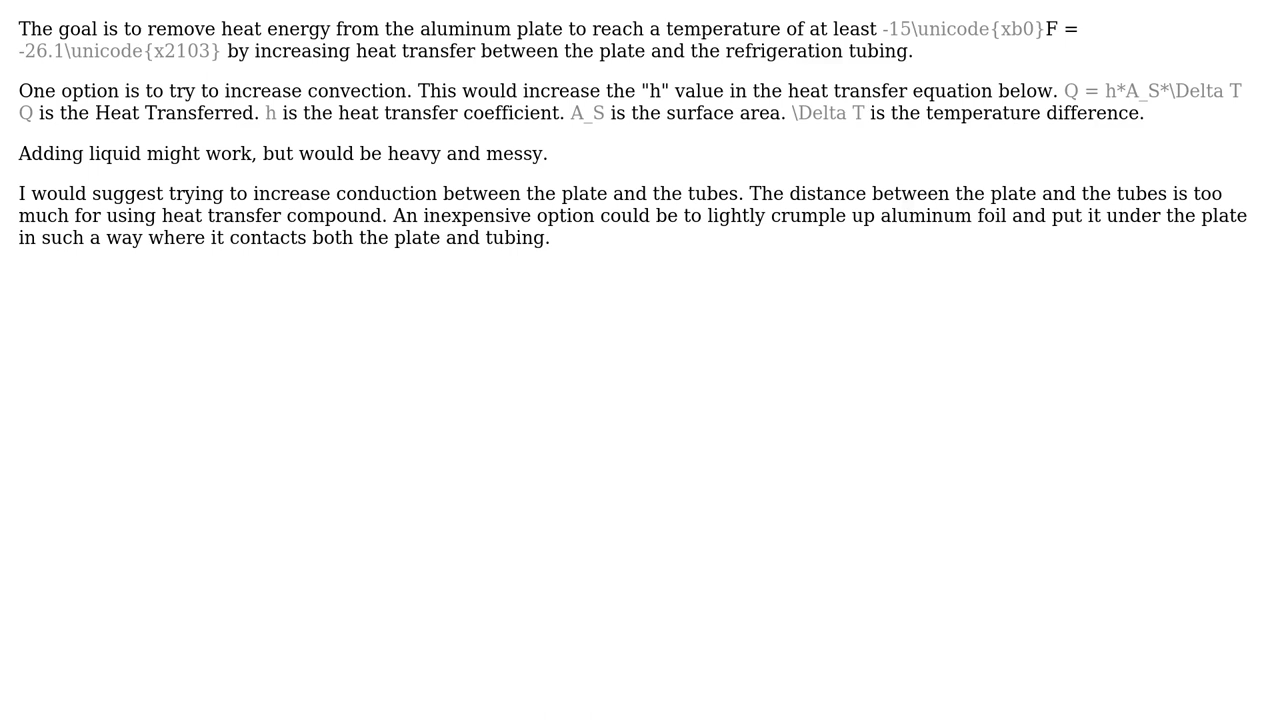 The goal is to remove heat energy from the aluminum plate to reach a temperature of at least -15\unicode{xb0}F =
-26.1\unicode{x2103} by increasing heat transfer between the plate and the refrigeration tubing.
One option is to try to increase convection. This would increase the "h" value in the heat transfer equation below. Q = h*A_S*\Delta T
Q is the Heat Transferred. h is the heat transfer coefficient. A_S is the surface area. \Delta T is the temperature difference.
Adding liquid might work, but would be heavy and messy.
I would suggest trying to increase conduction between the plate and the tubes. The distance between the plate and the tubes is too
much for using heat transfer compound. An inexpensive option could be to lightly crumple up aluminum foil and put it under the plate
in such a way where it contacts both the plate and tubing.